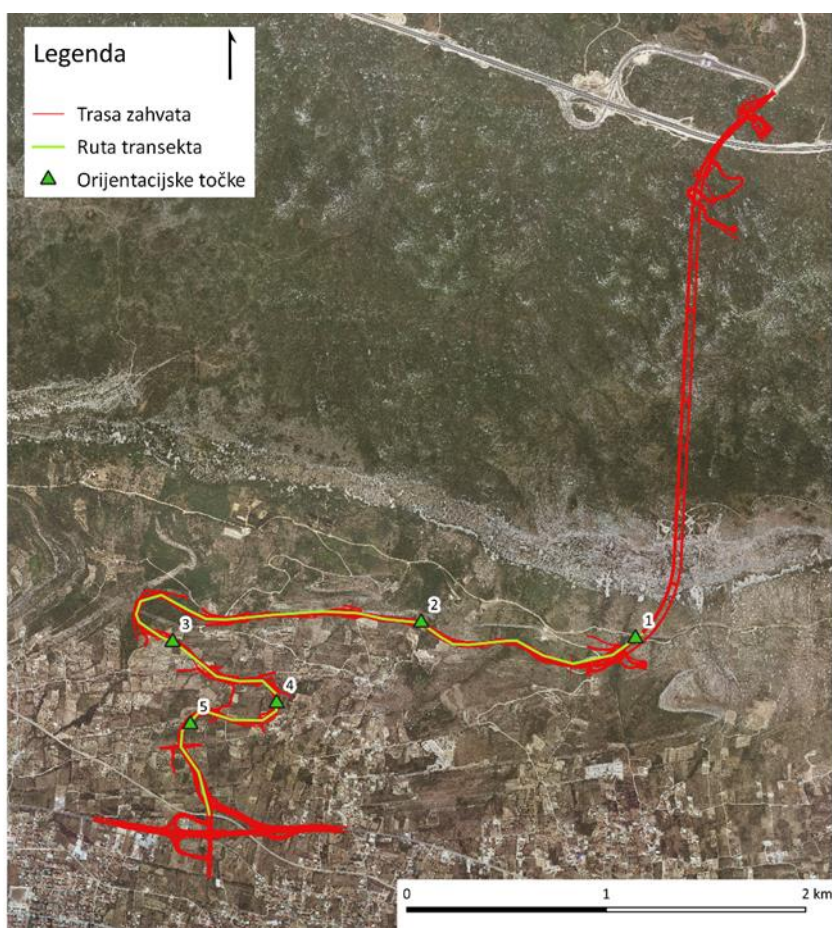 Legenda
Trasa zahvata
Ruta transekta
Orijentacijske točke
2
1
3
4
5
0
1
2 km